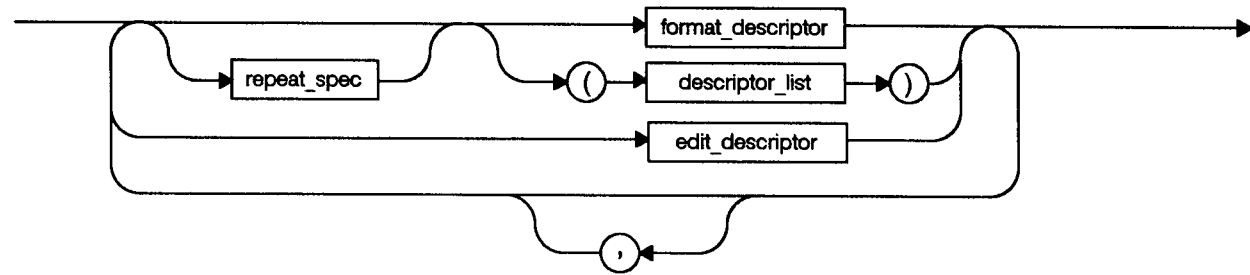 format_descriptor
repeat_spec ( descriptor_list )
edit_descriptor
,